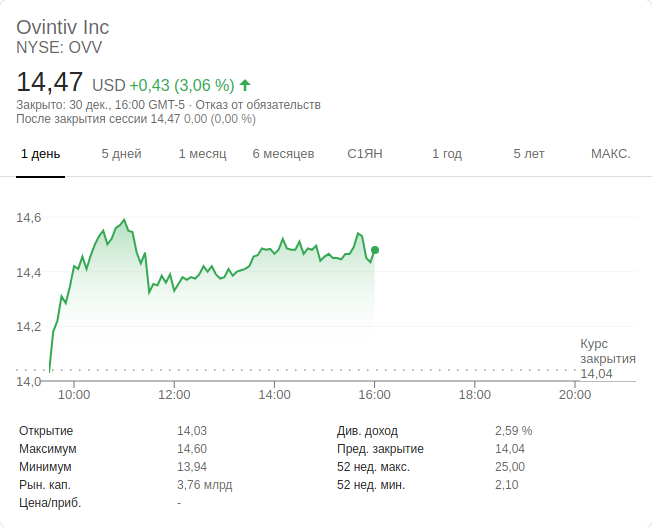 Ovintiv Inc
NYSE: OVV
14,47 USD +0,43 (3,06 %)
Закрыто: 30 дек., 16:00 GMT-5 · Отказ от обязательств
После закрытия сессии 14,47 0,00 (0,00 %)
1 день 5 дней 1 месяц 6 месяцев С1ЯН 1 год 5 лет МАКС.
14,6
14,4
14,2
Курс
закрытия
14,04
14,0
10:00 12:00 14:00 16:00 18:00 20:00
Открытие 14,03 Див. доход 2,59 %
Максимум 14,60 Пред. закрытие 14,04
Минимум 13,94 52 нед. макс. 25,00
Рын. кап. 3,76 млрд 52 нед. мин. 2,10
Цена/приб. -